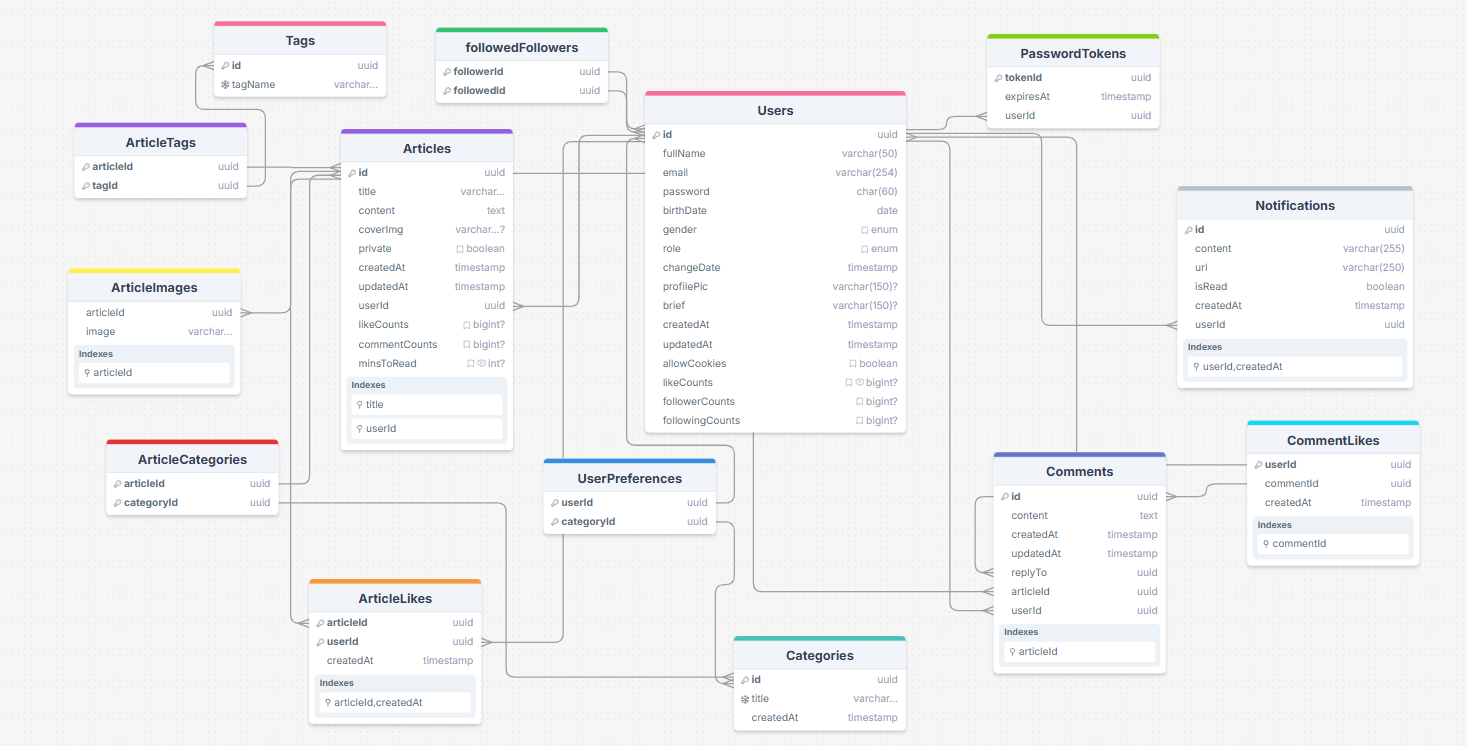 Tags
id uuid
tagName varchar...
followedFollowers
followerId uuid
followedId uuid
PasswordTokens
tokenId uuid
expiresAt timestamp
userId uuid
Users
id uuid
fullName varchar(50)
email varchar(254)
password char(60)
birthDate date
gender enum
role enum
changeDate timestamp
profilePic varchar(150)?
brief varchar(150)?
createdAt timestamp
updatedAt timestamp
allowCookies boolean
likeCounts bigint?
followerCounts bigint?
followingCounts bigint?
ArticleTags
articleId uuid
tagId uuid
Articles
id uuid
title varchar...
content text
coverImg varchar...?
private boolean
createdAt timestamp
updatedAt timestamp
userId uuid
likeCounts bigint?
commentCounts bigint?
minsToRead int?
Indexes
title
userId
Notifications
id uuid
content varchar(255)
url varchar(250)
isRead boolean
createdAt timestamp
userId uuid
Indexes
userId,createdAt
ArticleImages
articleId uuid
image varchar...
Indexes
articleId
ArticleCategories
articleId uuid
categoryId uuid
UserPreferences
userId uuid
categoryId uuid
Comments
id uuid
content text
createdAt timestamp
updatedAt timestamp
replyTo uuid
articleId uuid
userId uuid
Indexes
articleId
CommentLikes
userId uuid
commentId uuid
createdAt timestamp
Indexes
commentId
ArticleLikes
articleId uuid
userId uuid
createdAt timestamp
Indexes
articleId,createdAt
Categories
id uuid
title varchar...
createdAt timestamp